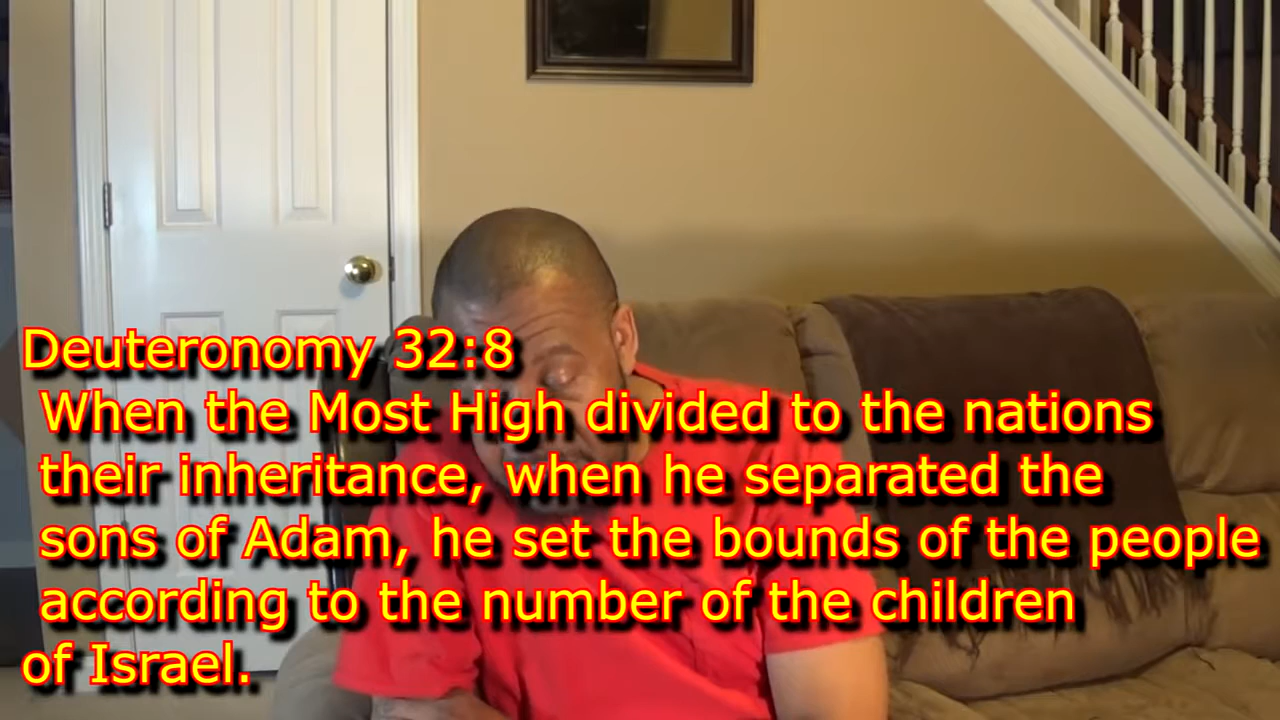 Deuteronomy 32:8
When the Most High divided to the nations
their inheritance, when he separated the
sons of Adam, he set the bounds of the people
according to the number of the children
of Israel.